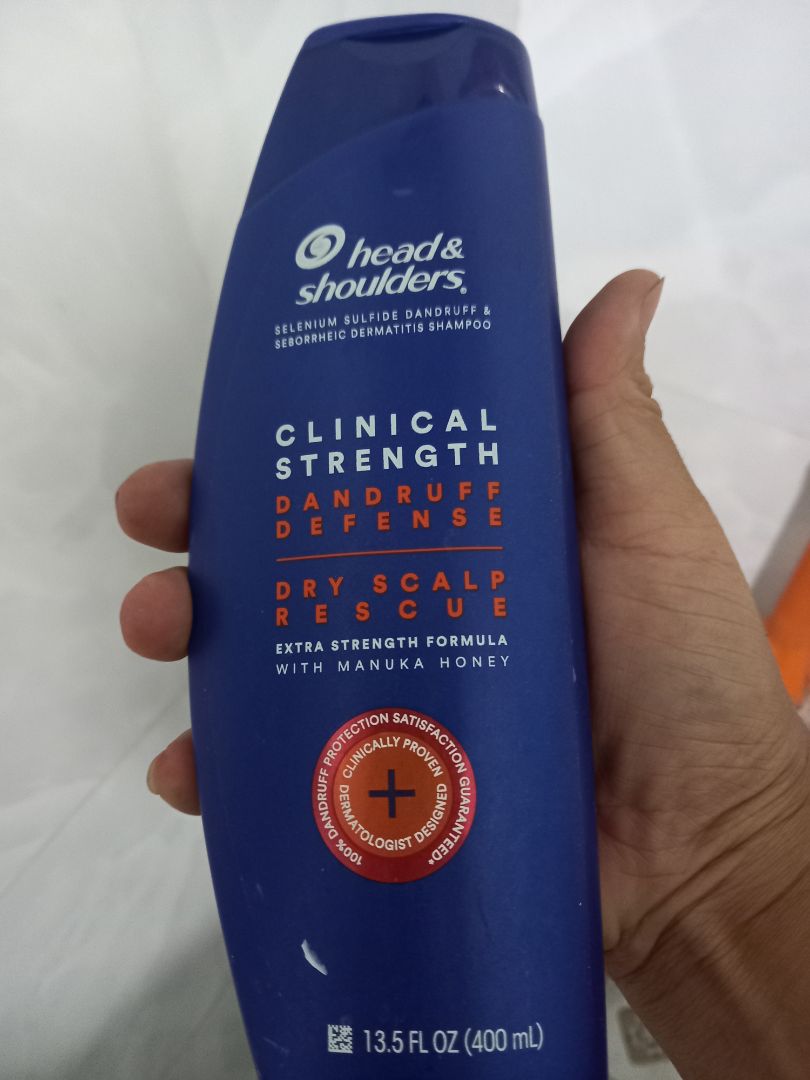 head &
shoulders®
SELENIUM SULFIDE DANDRUFF &
SEBORRHEIC DERMATITIS SHAMPOO
CLINICAL
STRENGTH
DANDRUFF
DEFENSE
DRY SCALP
RESCUE
EXTRA STRENGTH FORMULA
WITH MANUKA HONEY
100% DANDRUFF PROTECTION SATISFACTION GUARANTEED*
CLINICALLY PROVEN
DERMATOLOGIST DESIGNED
13.5 FL OZ (400 mL)